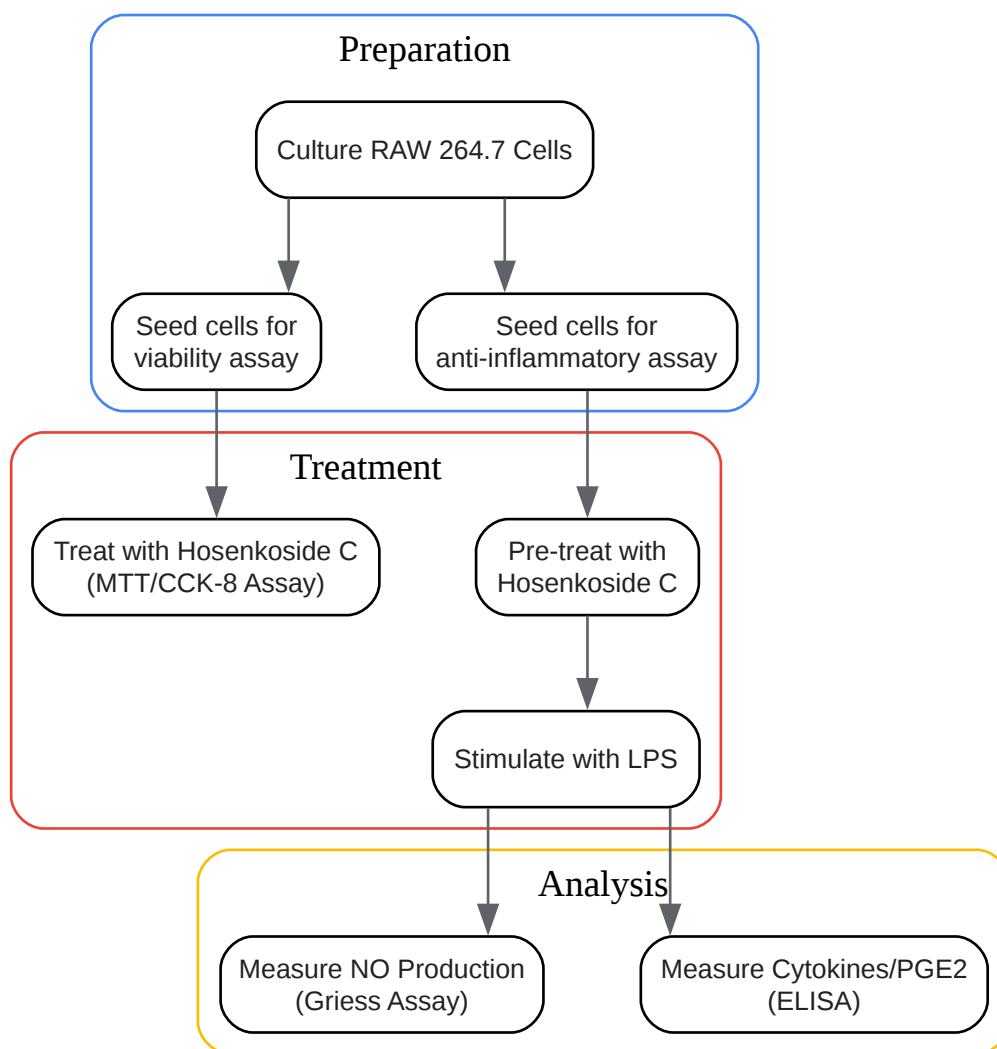 Preparation
Culture RAW 264.7 Cells
Seed cells for
viability assay
Seed cells for
anti-inflammatory assay
Treatment
Treat with Hosenkoside C
(MTT/CCK-8 Assay)
Pre-treat with
Hosenkoside C
Stimulate with LPS
Analysis
Measure NO Production
(Griess Assay)
Measure Cytokines/PGE2
(ELISA)